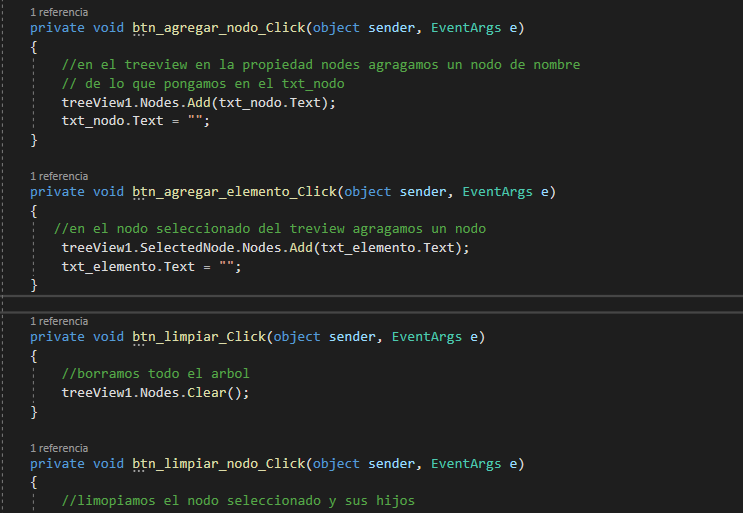 1 referencia
private void btn_agregar_nodo_Click(object sender, EventArgs e)
{
//en el treeview en la propiedad nodes agragamos un nodo de nombre
// de lo que pongamos en el txt_nodo
treeView1.Nodes.Add(txt_nodo.Text);
txt_nodo.Text = "";
}
1 referencia
private void btn_agregar_elemento_Click(object sender, EventArgs e)
{
//en el nodo seleccionado del treview agragamos un nodo
treeView1.SelectedNode.Nodes.Add(txt_elemento.Text);
txt_elemento.Text = "";
}
1 referencia
private void btn_limpiar_Click(object sender, EventArgs e)
{
//borramos todo el arbol
treeView1.Nodes.Clear();
}
1 referencia
private void btn_limpiar_nodo_Click(object sender, EventArgs e)
{
//limopiamos el nodo seleccionado y sus hijos